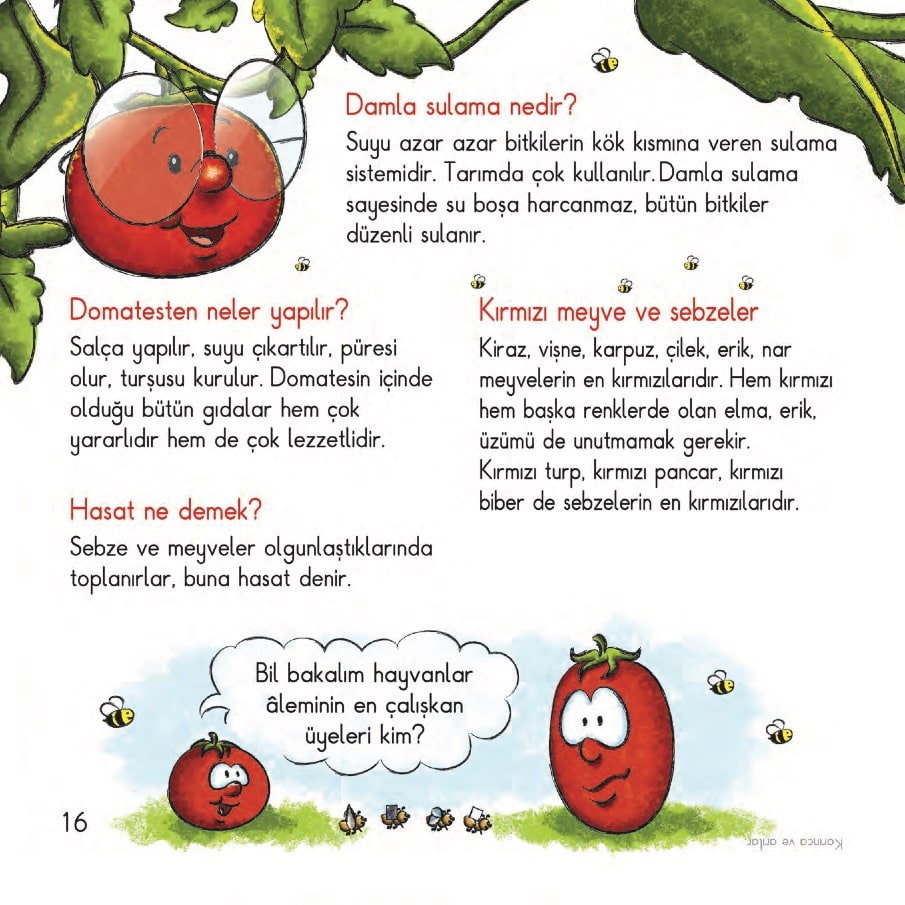 Damla sulama nedir?
Suyu azar azar bitkilerin kök kısmına veren sulama
sistemidir. Tarımda çok kullanılır. Damla sulama
sayesinde su boşa harcanmaz, bütün bitkiler
düzenli sulanır.
Domatesten neler yapılır?
Salça yapılır, suyu çıkartılır, püresi
olur, turşusu kurulur. Domatesin içinde
olduğu bütün gıdalar hem çok
yararlıdır hem de çok lezzetlidir.
Hasat ne demek?
Sebze ve meyveler olgunlaştıklarında
toplanırlar, buna hasat denir.
Kırmızı meyve ve sebzeler
Kiraz, vişne, karpuz, çilek, erik, nar
meyvelerin en kırmızılarıdır. Hem kırmızı
hem başka renklerde olan elma, erik,
üzümü de unutmamak gerekir.
Kırmızı turp, kırmızı pancar, kırmızı
biber de sebzelerin en kırmızılarıdır.
Bil bakalım hayvanlar
âleminin en çalışkan
üyeleri kim?
16
Karınca ve arılar.